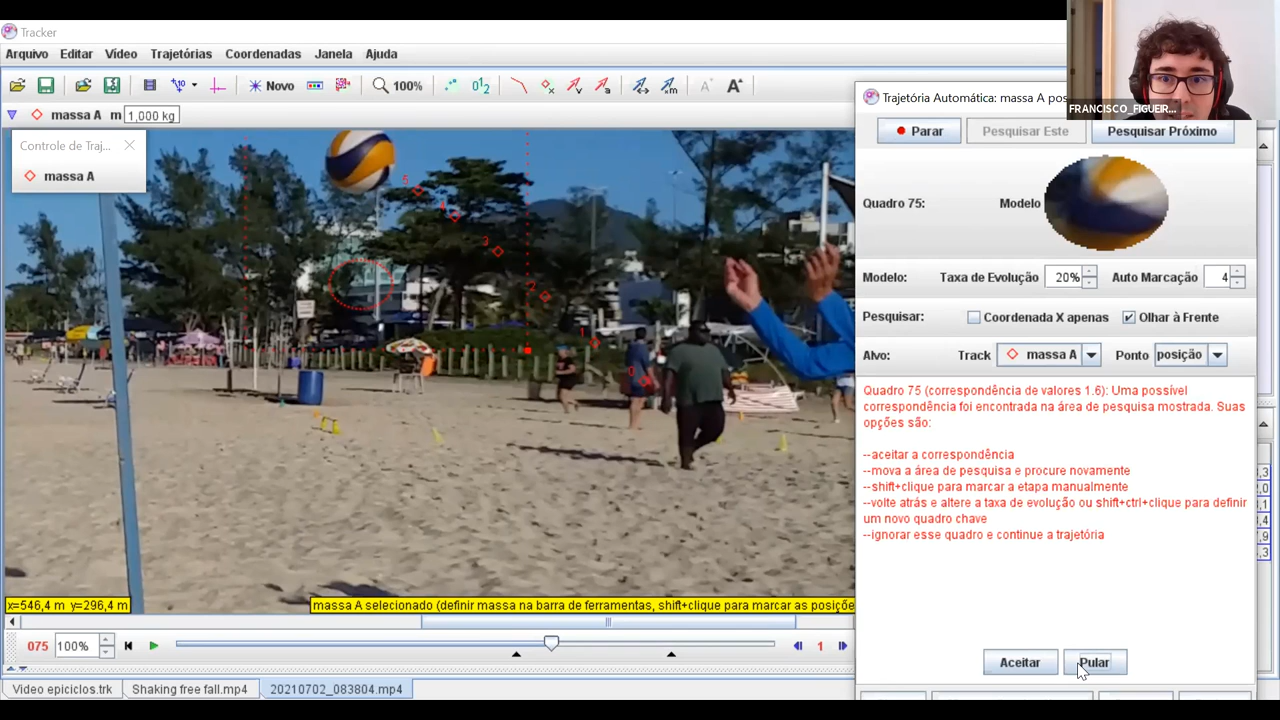 Tracker
Arquivo Editar Vídeo Trajetórias Coordenadas Janela Ajuda
Novo 100%
massa A m 1,000 kg
Controle de Traj...
massa A
FRANCISCO_FIGUEIR...
Trajetória Automática: massa A pos
Parar Pesquisar Este Pesquisar Próximo
Quadro 75: Modelo
Modelo: Taxa de Evolução 20% Auto Marcação 4
Pesquisar: Coordenada X apenas Olhar à Frente
Alvo: Track massa A Ponto posição
Quadro 75 (correspondência de valores 1.6): Uma possível
correspondência foi encontrada na área de pesquisa mostrada. Suas
opções são:
--aceitar a correspondência
--mova a área de pesquisa e procure novamente
--shift+clique para marcar a etapa manualmente
--volte atrás e altere a taxa de evolução ou shift+ctrl+clique para definir
um novo quadro chave
--ignorar esse quadro e continue a trajetória
Aceitar Pular
5
4
3
2
1
0
x=546,4 m y=296,4 m
massa A selecionado (definir massa na barra de ferramentas, shift+clique para marcar as posiçõe
075 100% 1
Video epiciclos.trk Shaking free fall.mp4 20210702_083804.mp4